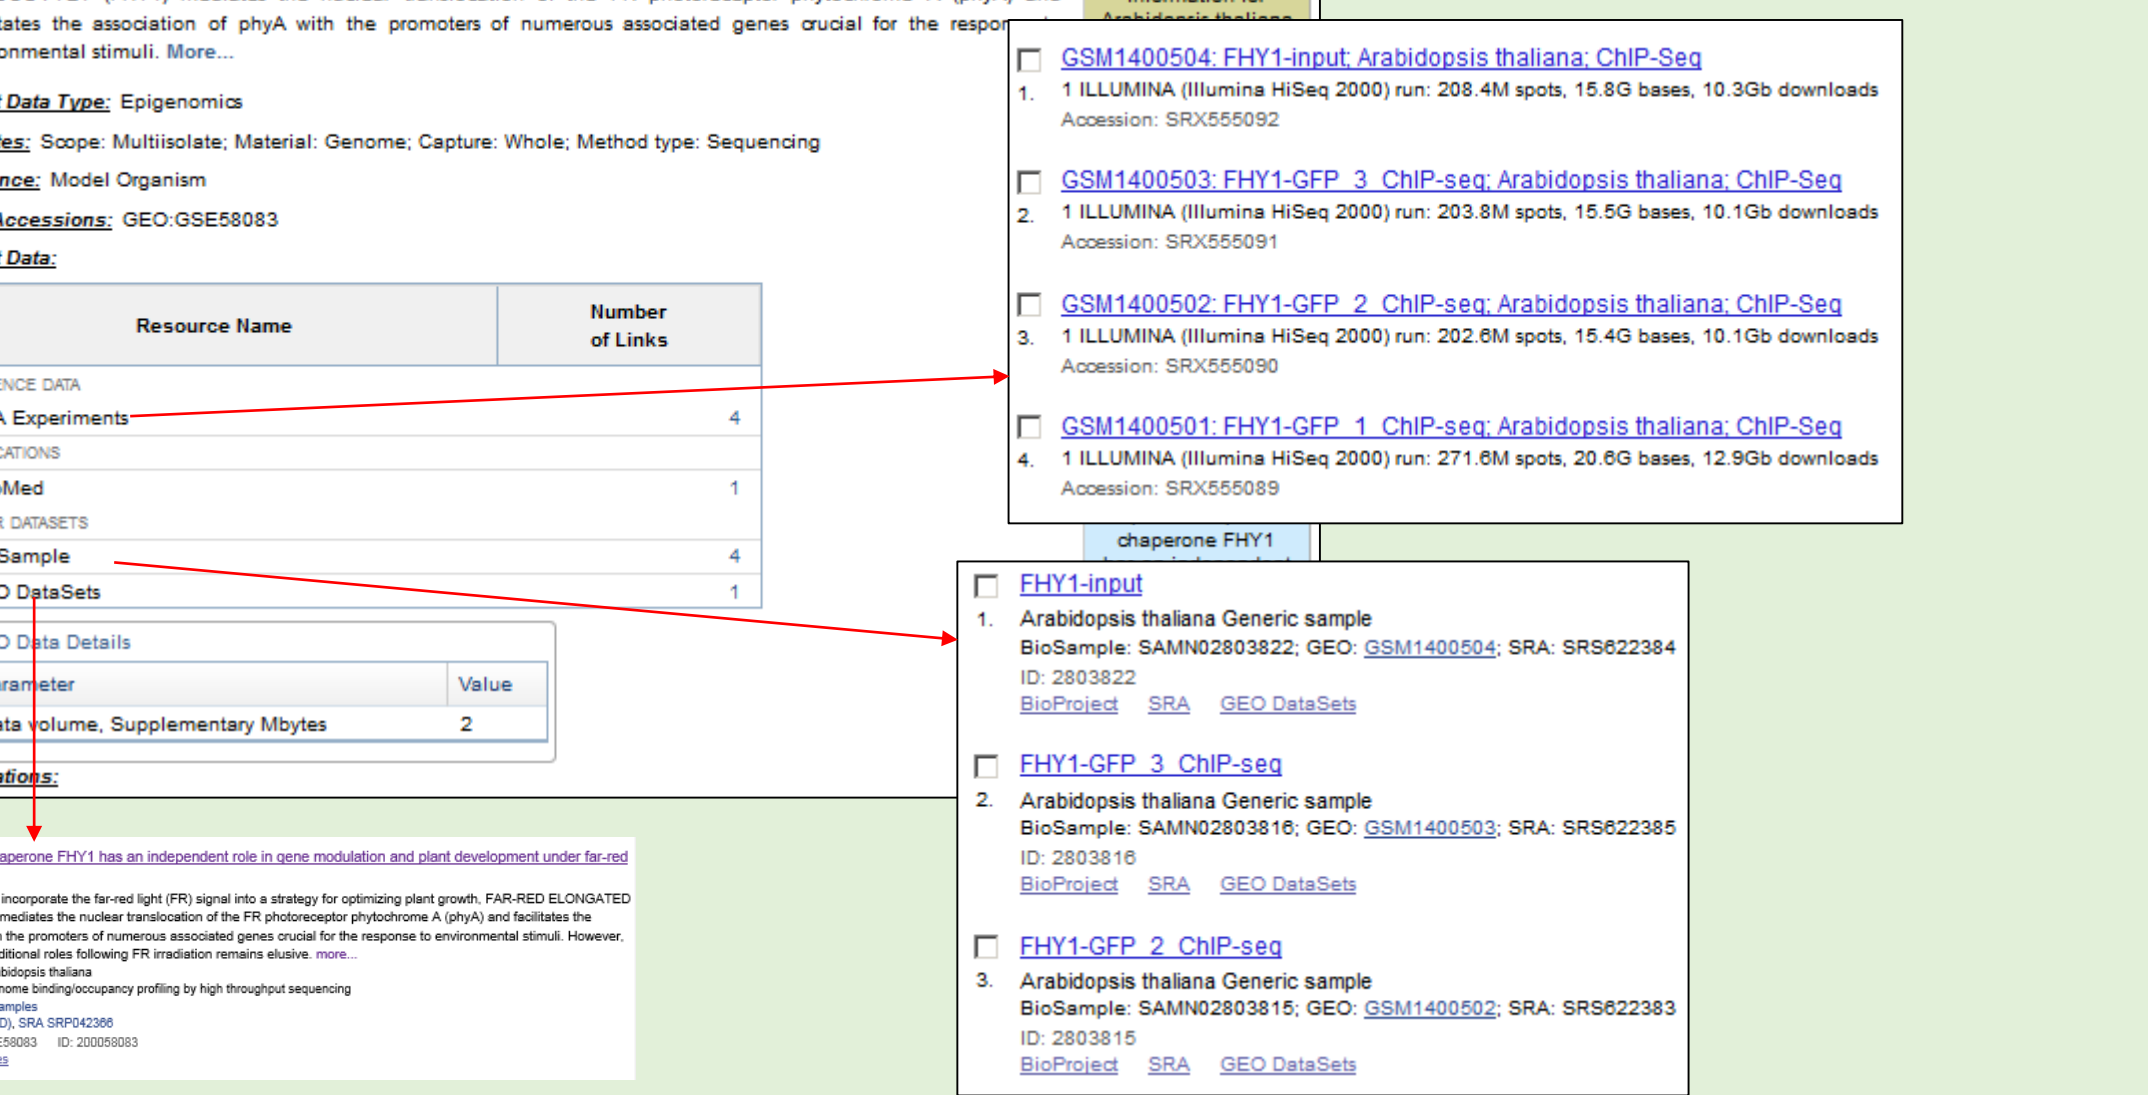 tates the association of phyA with the promoters of numerous associated genes crucial for the
onmental stimuli. More...
Data Type: Epigenomics
Scope: Multiisolate; Material: Genome; Capture: Whole; Method type: Sequencing
Model Organism
Accessions: GEO:GSE58083
Data:
Resource Name
Number
of Links
ENCE DATA
A Experiments 4
CATIONS
oMed 1
R DATASETS
Sample 4
O DataSets 1
O Data Details
rameter Value
ata volume, Supplementary Mbytes 2
ations:
Arabidopsis thaliana
GSM1400504: FHY1-input; Arabidopsis thaliana; ChIP-Seq
1. 1 ILLUMINA (Illumina HiSeq 2000) run: 208.4M spots, 15.8G bases, 10.3Gb downloads
Accession: SRX555092
GSM1400503: FHY1-GFP_3_ChIP-seq; Arabidopsis thaliana; ChIP-Seq
2. 1 ILLUMINA (Illumina HiSeq 2000) run: 203.8M spots, 15.5G bases, 10.1Gb downloads
Accession: SRX555091
GSM1400502: FHY1-GFP_2_ChIP-seq; Arabidopsis thaliana; ChIP-Seq
3. 1 ILLUMINA (Illumina HiSeq 2000) run: 202.6M spots, 15.4G bases, 10.1Gb downloads
Accession: SRX555090
GSM1400501: FHY1-GFP_1_ChIP-seq; Arabidopsis thaliana; ChIP-Seq
4. 1 ILLUMINA (Illumina HiSeq 2000) run: 271.6M spots, 20.6G bases, 12.9Gb downloads
Accession: SRX555089
chaperone FHY1
FHY1-input
1. Arabidopsis thaliana Generic sample
BioSample: SAMN02803822; GEO: GSM1400504; SRA: SRS622384
ID: 2803822
BioProject SRA GEO DataSets
FHY1-GFP_3_ChIP-seq
2. Arabidopsis thaliana Generic sample
BioSample: SAMN02803816; GEO: GSM1400503; SRA: SRS622385
ID: 2803816
BioProject SRA GEO DataSets
FHY1-GFP_2_ChIP-seq
3. Arabidopsis thaliana Generic sample
BioSample: SAMN02803815; GEO: GSM1400502; SRA: SRS622383
ID: 2803815
BioProject SRA GEO DataSets
aperone FHY1 has an independent role in gene modulation and plant development under far-red
incorporate the far-red light (FR) signal into a strategy for optimizing plant growth, FAR-RED ELONGATED
mediates the nuclear translocation of the FR photoreceptor phytochrome A (phyA) and facilitates the
the promoters of numerous associated genes crucial for the response to environmental stimuli. However,
ditional roles following FR irradiation remains elusive. more...
bidopsis thaliana
nome binding/occupancy profiling by high throughput sequencing
amples
D), SRA SRP042366
E58083 ID: 200058083
es